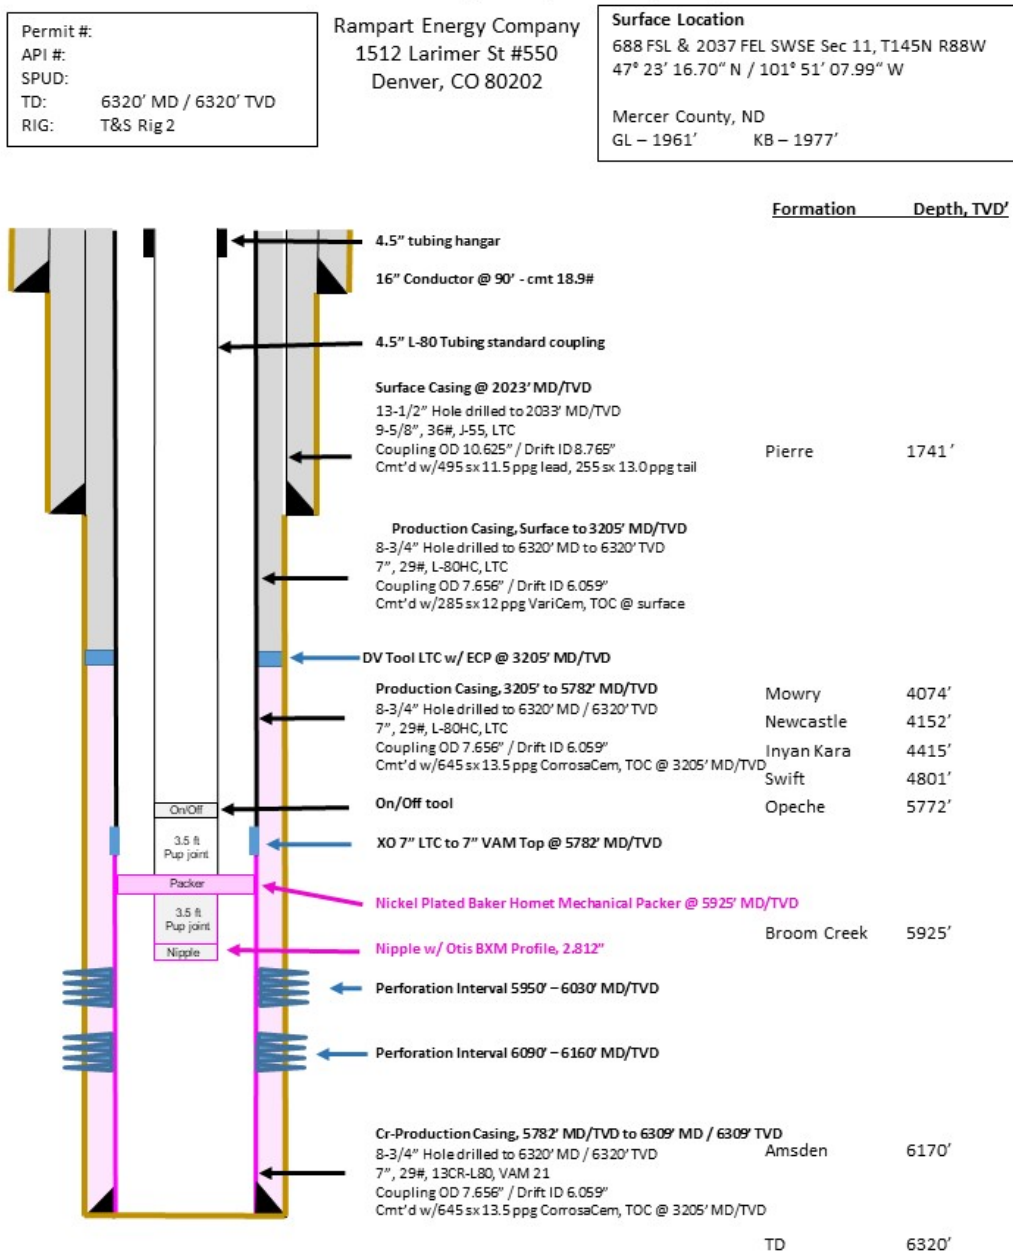 Permit #:
API #:
SPUD:
TD: 6320’ MD / 6320’ TVD
RIG: T&S Rig 2
Rampart Energy Company
1512 Larimer St #550
Denver, CO 80202
Surface Location
688 FSL & 2037 FEL SWSE Sec 11, T145N R88W
47° 23’ 16.70” N / 101° 51’ 07.99” W
Mercer County, ND
GL – 1961’ KB – 1977’
Formation Depth, TVD’
4.5” tubing hangar
16” Conductor @ 90’ - cmt 18.9#
4.5” L-80 Tubing standard coupling
Surface Casing @ 2023’ MD/TVD
13-1/2” Hole drilled to 2033’ MD/TVD
9-5/8”, 36#, J-55, LTC
Coupling OD 10.625” / Drift ID 8.765”
Cmt’d w/495 sx 11.5 ppg lead, 255 sx 13.0 ppg tail
Pierre 1741’
Production Casing, Surface to 3205’ MD/TVD
8-3/4” Hole drilled to 6320’ MD to 6320’ TVD
7”, 29#, L-80HC, LTC
Coupling OD 7.656” / Drift ID 6.059”
Cmt’d w/285 sx 12 ppg VariCem, TOC @ surface
DV Tool LTC w/ ECP @ 3205’ MD/TVD
Production Casing, 3205’ to 5782’ MD/TVD
8-3/4” Hole drilled to 6320’ MD / 6320’ TVD
7”, 29#, L-80HC, LTC
Coupling OD 7.656” / Drift ID 6.059”
Cmt’d w/645 sx 13.5 ppg CorrosaCem, TOC @ 3205’ MD/TVD
Mowry 4074’
Newcastle 4152’
Inyan Kara 4415’
Swift 4801’
Opeche 5772’
On/Off
On/Off tool
3.5 ft
Pup joint
XO 7” LTC to 7” VAM Top @ 5782’ MD/TVD
Packer
Nickel Plated Baker Hornet Mechanical Packer @ 5925’ MD/TVD
3.5 ft
Pup joint
Broom Creek 5925’
Nipple
Nipple w/ Otis BXM Profile, 2.812”
Perforation Interval 5950’ – 6030’ MD/TVD
Perforation Interval 6090’ – 6160’ MD/TVD
Cr-Production Casing, 5782’ MD/TVD to 6309’ MD / 6309’ TVD
8-3/4” Hole drilled to 6320’ MD / 6320’ TVD
7”, 29#, 13CR-L80, VAM 21
Coupling OD 7.656” / Drift ID 6.059”
Cmt’d w/645 sx 13.5 ppg CorrosaCem, TOC @ 3205’ MD/TVD
Amsden 6170’
TD 6320’